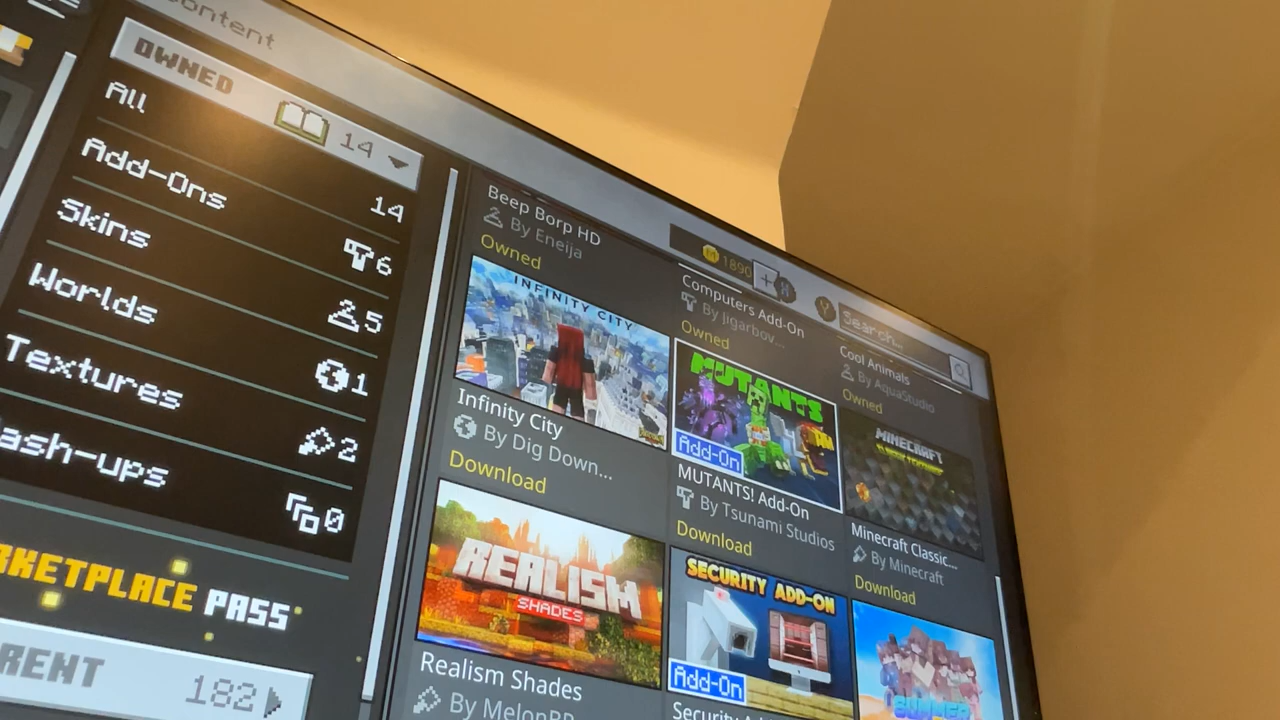 Content
OWNED
14
All
14
Add-Ons
6
Skins
5
Worlds
1
Textures
2
ash-ups
0
RKETPLACE PASS
RENT
182
1890
Search...
Beep Borp HD
By Eneija
Owned
Computers Add-On
By Jigarbov...
Owned
Cool Animals
By AquaStudio
Owned
INFINITY CITY
Infinity City
By Dig Down...
Download
MUTANTS
Add-On
MUTANTS! Add-On
By Tsunami Studios
Download
MINECRAFT
Minecraft Classic...
By Minecraft
Download
REALISM
SHADES
Realism Shades
SECURITY ADD-ON
Add-On
SUMMER